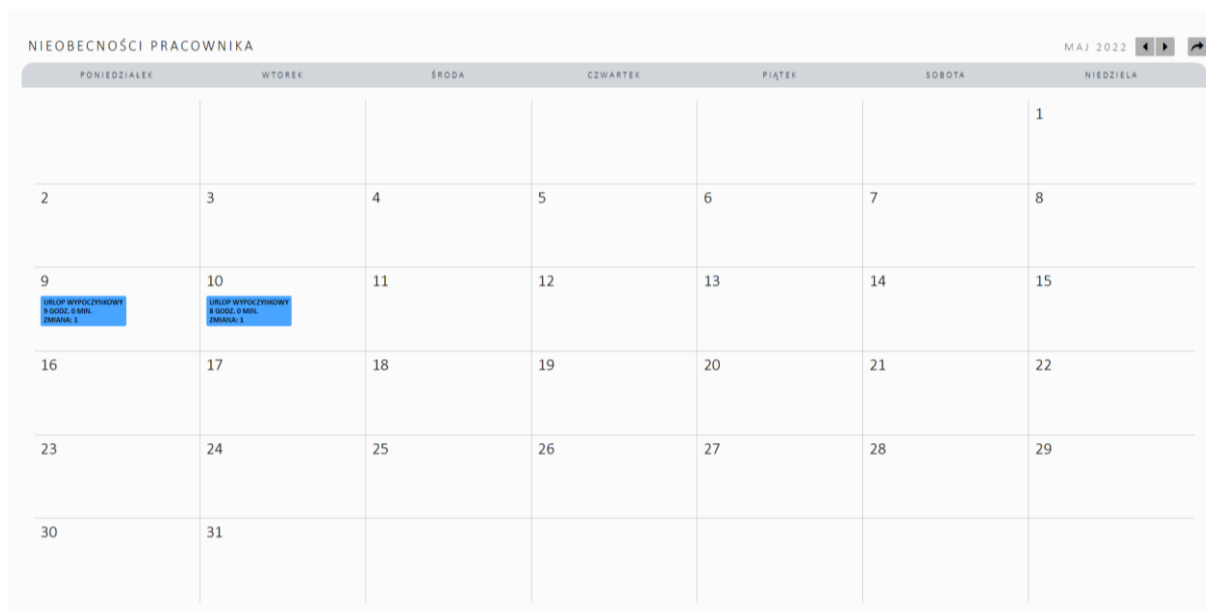 NIEOBECNOŚCI PRACOWNIKA
MAJ 2022
PONIEDZIAŁEK WTOREK ŚRODA CZWARTEK PIĄTEK SOBOTA NIEDZIELA
1
2 3 4 5 6 7 8
9 10 11 12 13 14 15
URLOP WYPOCZYNKOWY
9 GODZ. 0 MIN.
ZMIANA: 1
URLOP WYPOCZYNKOWY
8 GODZ. 0 MIN.
ZMIANA: 1
16 17 18 19 20 21 22
23 24 25 26 27 28 29
30 31